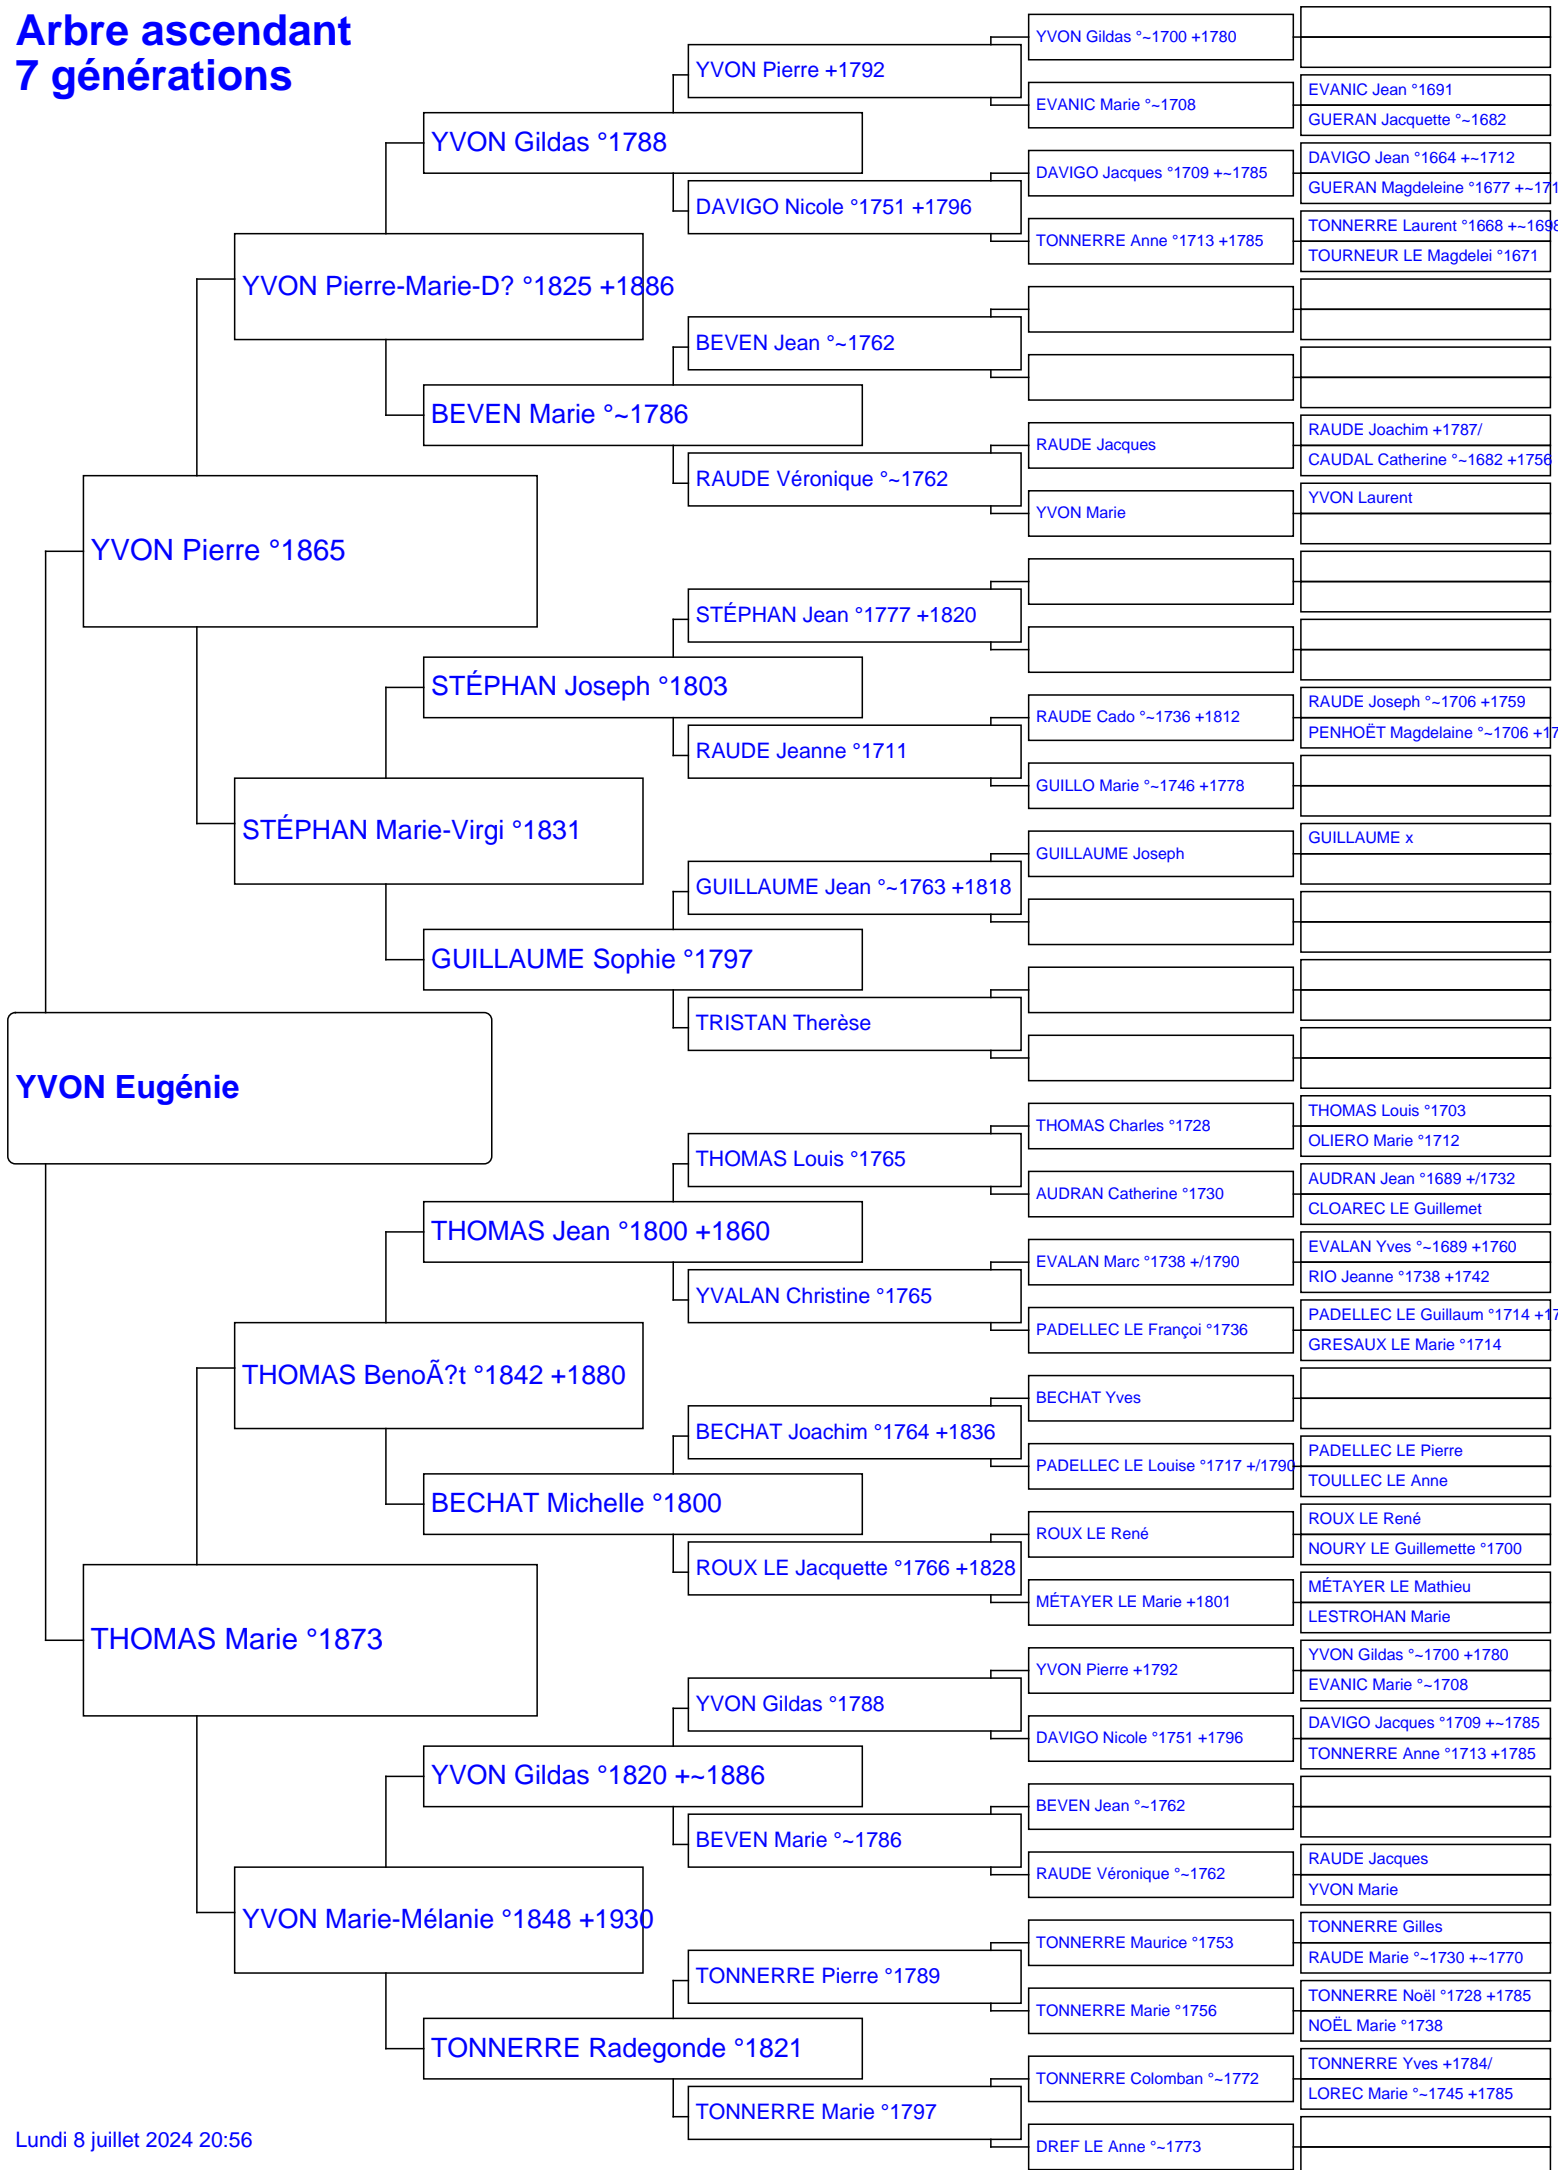 Arbre ascendant
7 générations
YVON Eugénie
YVON Pierre °1865
THOMAS Marie °1873
YVON Pierre-Marie-D? °1825 +1886
STÉPHAN Marie-Virgi °1831
THOMAS BenoÃ?t °1842 +1880
YVON Marie-Mélanie °1848 +1930
YVON Gildas °1788
BEVEN Marie °~1786
STÉPHAN Joseph °1803
GUILLAUME Sophie °1797
THOMAS Jean °1800 +1860
BECHAT Michelle °1800
YVON Gildas °1820 +~1886
TONNERRE Radegonde °1821
YVON Pierre +1792
DAVIGO Nicole °1751 +1796
BEVEN Jean °~1762
RAUDE Véronique °~1762
STÉPHAN Jean °1777 +1820
RAUDE Jeanne °1711
GUILLAUME Jean °~1763 +1818
TRISTAN Therèse
THOMAS Louis °1765
YVALAN Christine °1765
BECHAT Joachim °1764 +1836
ROUX LE Jacquette °1766 +1828
YVON Gildas °1788
BEVEN Marie °~1786
TONNERRE Pierre °1789
TONNERRE Marie °1797
YVON Gildas °~1700 +1780
EVANIC Marie °~1708
DAVIGO Jacques °1709 +~1785
TONNERRE Anne °1713 +1785
RAUDE Jacques
YVON Marie
RAUDE Cado °~1736 +1812
GUILLO Marie °~1746 +1778
GUILLAUME Joseph
THOMAS Charles °1728
AUDRAN Catherine °1730
EVALAN Marc °1738 +/1790
PADELLEC LE Françoi °1736
BECHAT Yves
PADELLEC LE Louise °1717 +/1790
ROUX LE René
MÉTAYER LE Marie +1801
YVON Pierre +1792
DAVIGO Nicole °1751 +1796
BEVEN Jean °~1762
RAUDE Véronique °~1762
TONNERRE Maurice °1753
TONNERRE Marie °1756
TONNERRE Colomban °~1772
DREF LE Anne °~1773
EVANIC Jean °1691
GUERAN Jacquette °~1682
DAVIGO Jean °1664 +~1712
GUERAN Magdeleine °1677 +~171
TONNERRE Laurent °1668 +~1698
TOURNEUR LE Magdelei °1671
RAUDE Joachim +1787/
CAUDAL Catherine °~1682 +1756
YVON Laurent
RAUDE Joseph °~1706 +1759
PENHOËT Magdelaine °~1706 +17
GUILLAUME x
THOMAS Louis °1703
OLIERO Marie °1712
AUDRAN Jean °1689 +/1732
CLOAREC LE Guillemet
EVALAN Yves °~1689 +1760
RIO Jeanne °1738 +1742
PADELLEC LE Guillaum °1714 +17
GRESAUX LE Marie °1714
PADELLEC LE Pierre
TOULLEC LE Anne
ROUX LE René
NOURY LE Guillemette °1700
MÉTAYER LE Mathieu
LESTROHAN Marie
YVON Gildas °~1700 +1780
EVANIC Marie °~1708
DAVIGO Jacques °1709 +~1785
TONNERRE Anne °1713 +1785
RAUDE Jacques
YVON Marie
TONNERRE Gilles
RAUDE Marie °~1730 +~1770
TONNERRE Noël °1728 +1785
NOËL Marie °1738
TONNERRE Yves +1784/
LOREC Marie °~1745 +1785
Lundi 8 juillet 2024 20:56